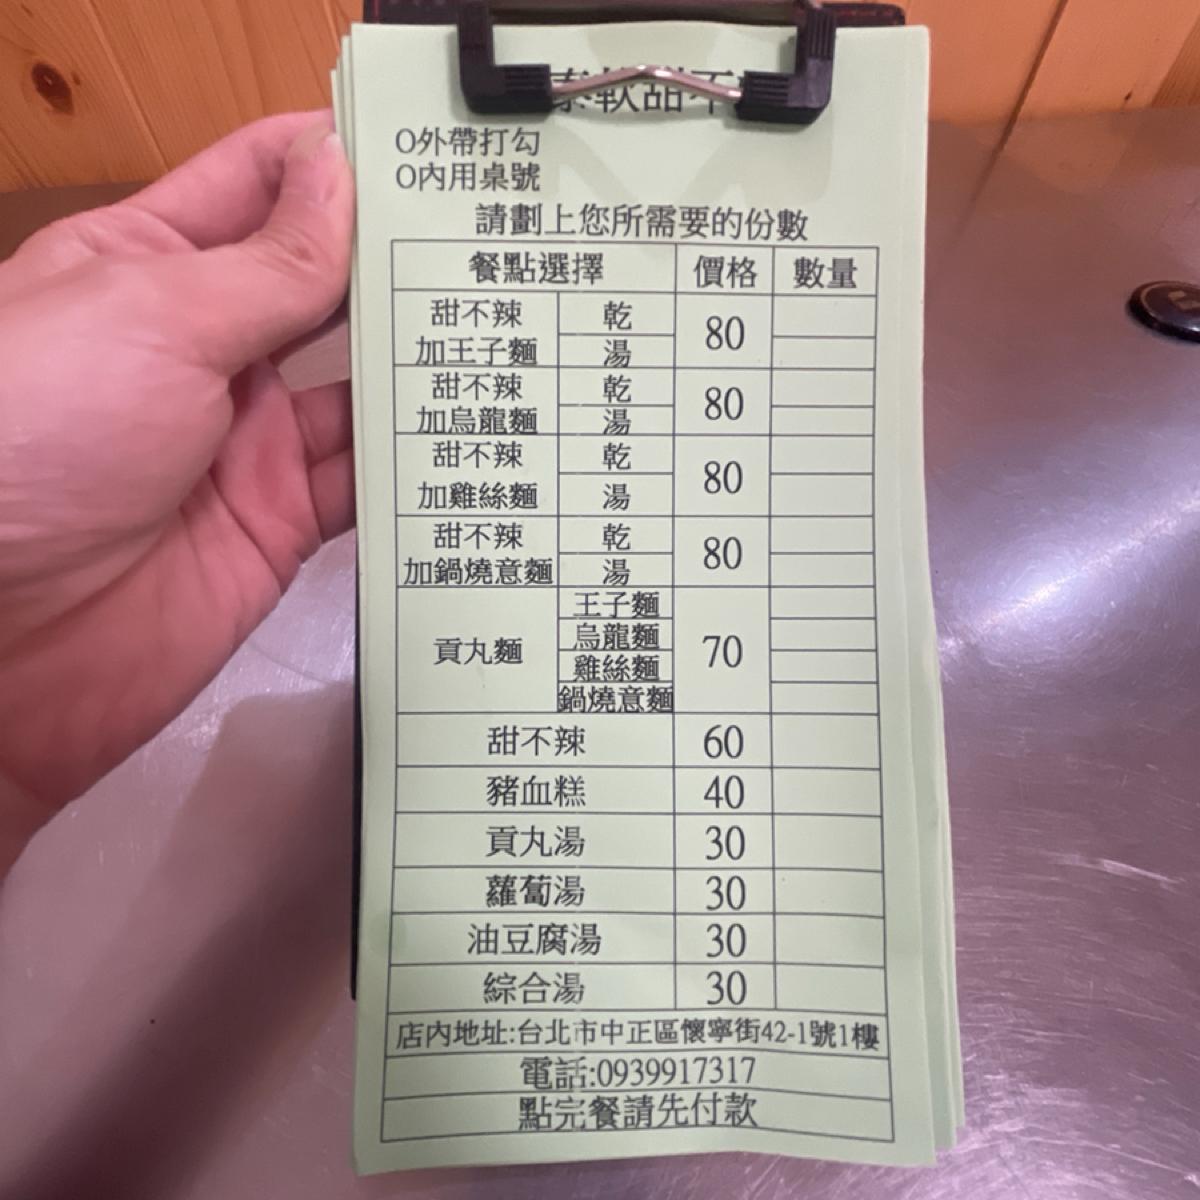 軟甜不
O外帶打勾
O內用桌號
請劃上您所需要的份數
餐點選擇 價格 數量
甜不辣 乾
加王子麵 湯 80
甜不辣 乾
加烏龍麵 湯 80
甜不辣 乾
加雞絲麵 湯 80
甜不辣 乾
加鍋燒意麵 湯 80
貢丸麵 王子麵
烏龍麵 70
雞絲麵
鍋燒意麵
甜不辣 60
豬血糕 40
貢丸湯 30
蘿蔔湯 30
油豆腐湯 30
綜合湯 30
店內地址:台北市中正區懷寧街42-1號1樓
電話:0939917317
點完餐請先付款